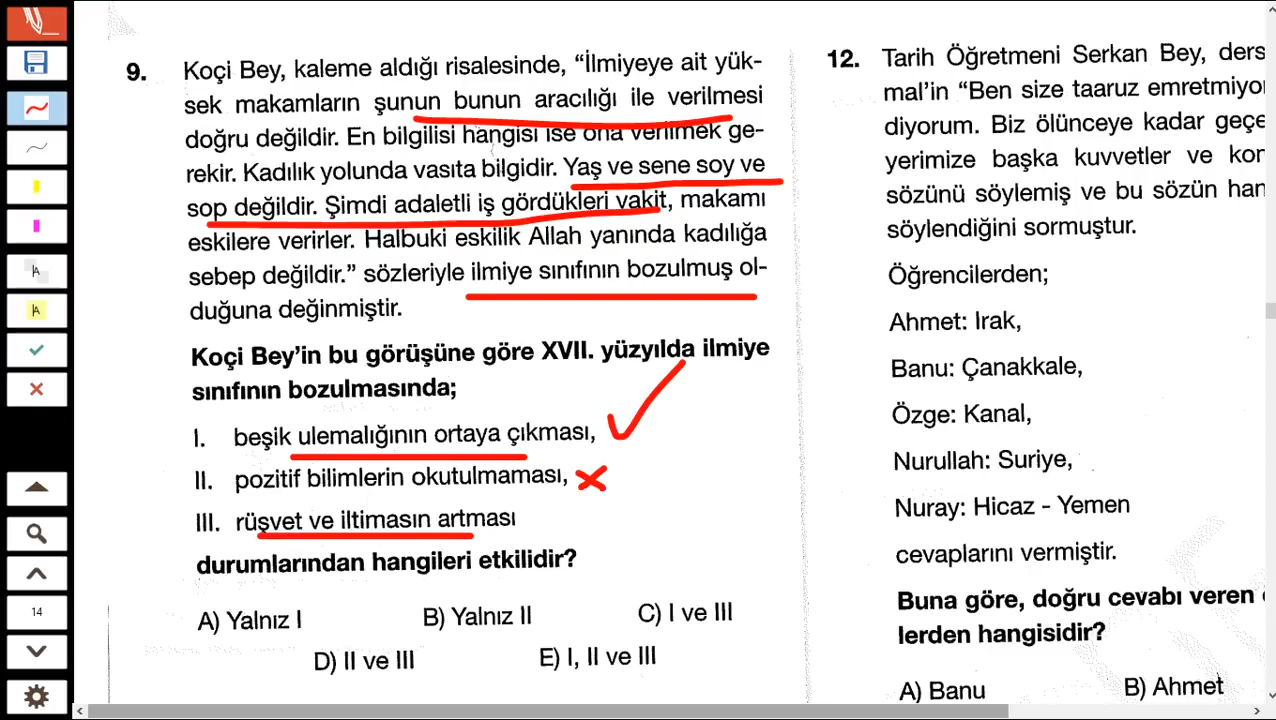 9. Koçi Bey, kaleme aldığı risalesinde, “İlmiyeye ait yük-
sek makamların şunun bunun aracılığı ile verilmesi
doğru değildir. En bilgilisi hangisi ise ona verilmek ge-
rekir. Kadılık yolunda vasıta bilgidir. Yaş ve sene soy ve
sop değildir. Şimdi adaletli iş gördükleri vakit, makamı
eskilere verirler. Halbuki eskilik Allah yanında kadılığa
sebep değildir.” sözleriyle ilmiye sınıfının bozulmuş ol-
duğuna değinmiştir.
Koçi Bey’in bu görüşüne göre XVII. yüzyılda ilmiye
sınıfının bozulmasında;
I. beşik ulemalığının ortaya çıkması,
II. pozitif bilimlerin okutulmaması,
III. rüşvet ve iltimasın artması
durumlarından hangileri etkilidir?
A) Yalnız I B) Yalnız II C) I ve III
D) II ve III E) I, II ve III
12. Tarih Öğretmeni Serkan Bey, ders
mal’in “Ben size taaruz emretmiyo
diyorum. Biz ölünceye kadar geçe
yerimize başka kuvvetler ve kor
sözünü söylemiş ve bu sözün han
söylendiğini sormuştur.
Öğrencilerden;
Ahmet: Irak,
Banu: Çanakkale,
Özge: Kanal,
Nurullah: Suriye,
Nuray: Hicaz - Yemen
cevaplarını vermiştir.
Buna göre, doğru cevabı veren
lerden hangisidir?
A) Banu B) Ahmet
14